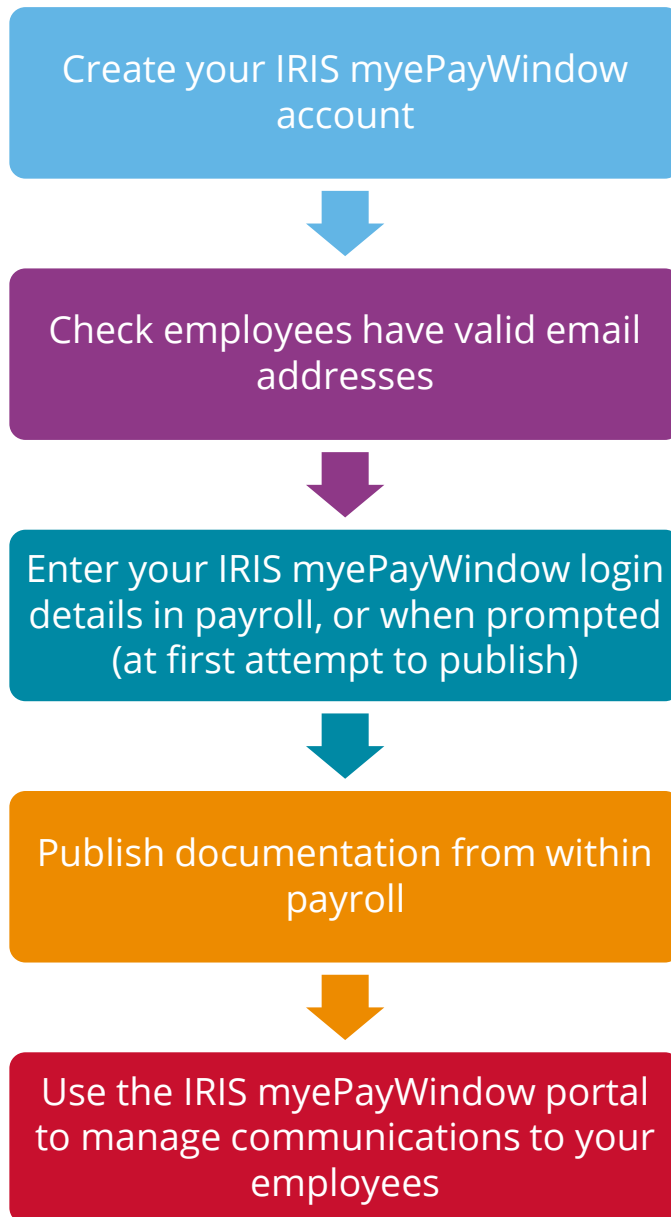 Create your IRIS myePayWindow
account
Check employees have valid email
addresses
Enter your IRIS myePayWindow login
details in payroll, or when prompted
(at first attempt to publish)
Publish documentation from within
payroll
Use the IRIS myePayWindow portal
to manage communications to your
employees